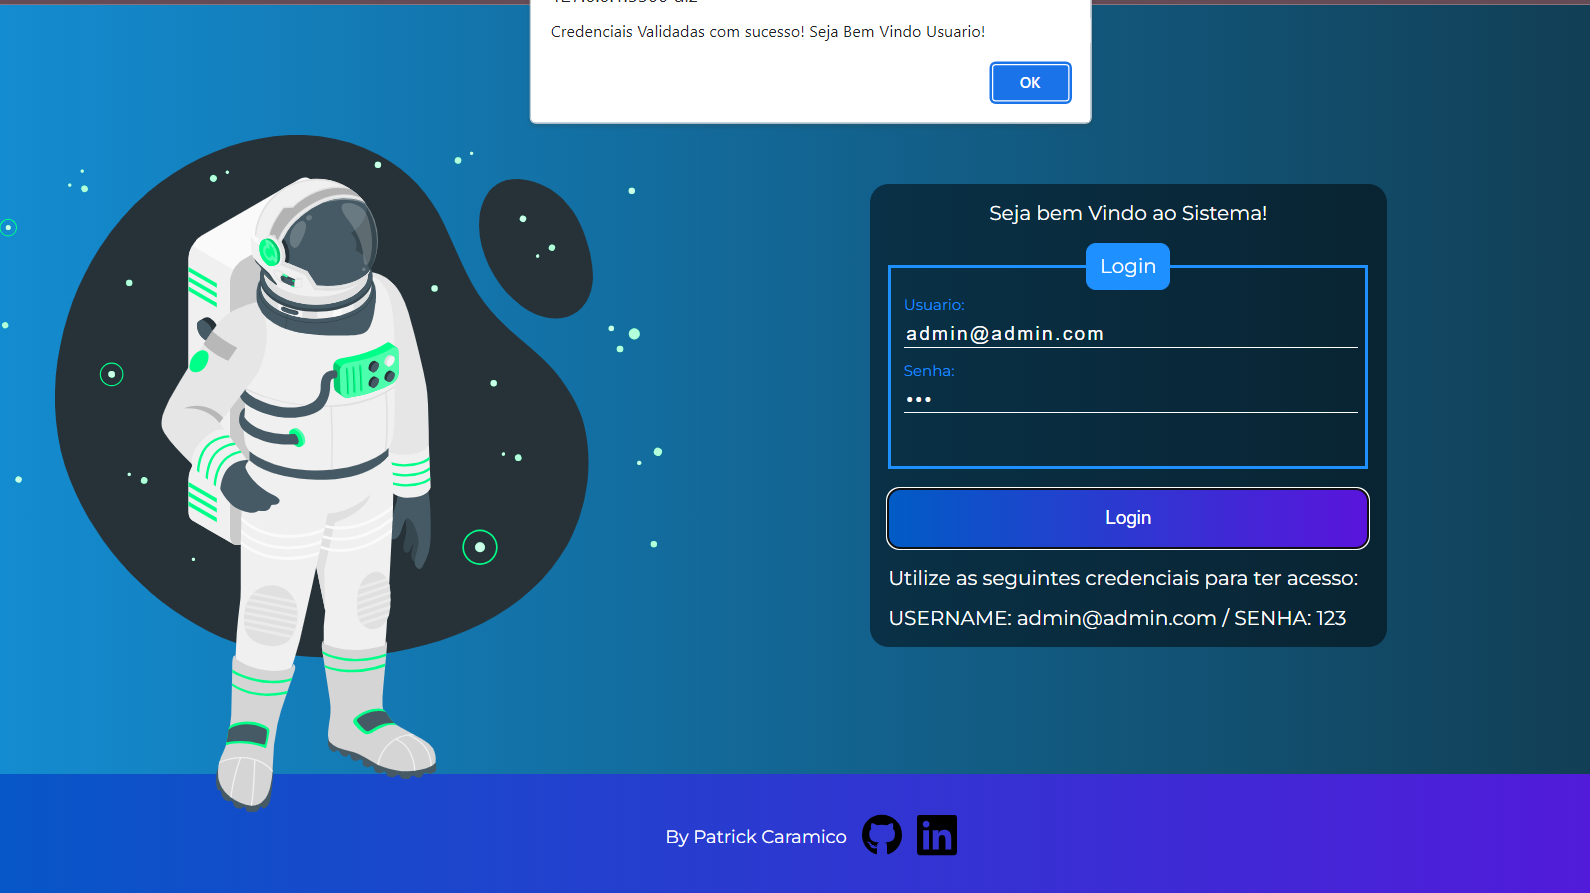 Credenciais Validadas com sucesso! Seja Bem Vindo Usuario!
OK
Seja bem Vindo ao Sistema!
Login
Usuario:
admin@admin.com
Senha:
•••
Login
Utilize as seguintes credenciais para ter acesso:
USERNAME: admin@admin.com / SENHA: 123
By Patrick Caramico
in